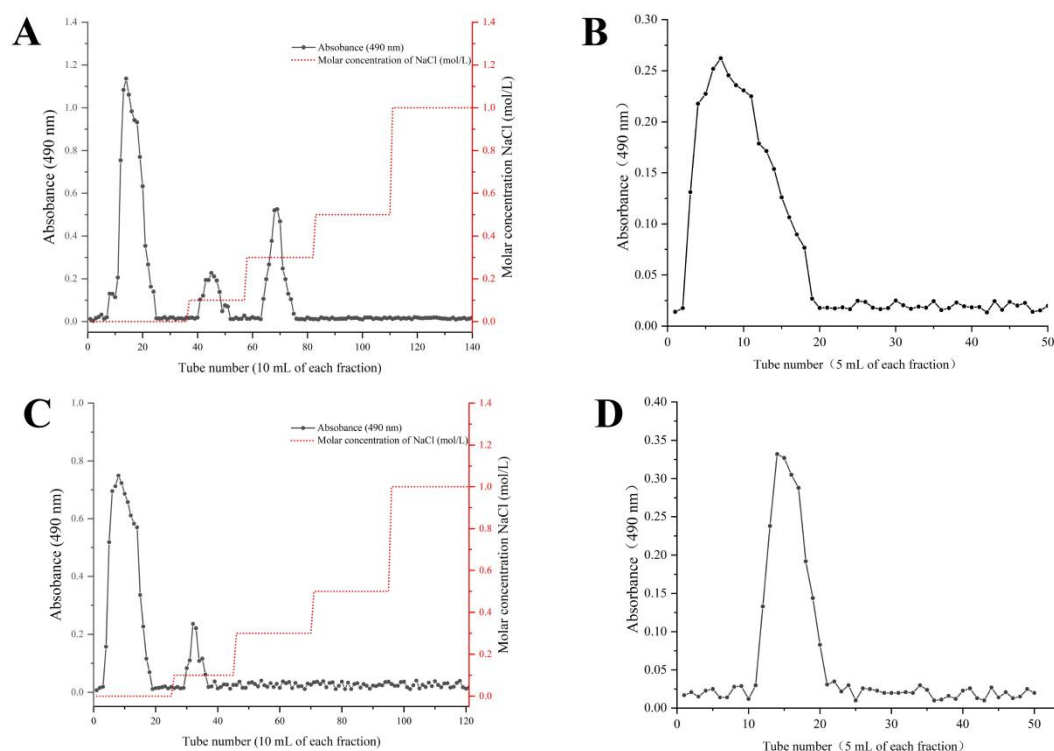 A
Absobance (490 nm)
Molar concentration of NaCl (mol/L)
Absobance (490 nm)
1.4
1.2
1.0
0.8
0.6
0.4
0.2
0.0
1.4
1.2
1.0
0.8
0.6
0.4
0.2
0.0
Molar concentration NaCl (mol/L)
0 20 40 60 80 100 120 140
Tube number (10 mL of each fraction)
B
Absorbance（490 nm）
0.30
0.25
0.20
0.15
0.10
0.05
0.00
0 10 20 30 40 50
Tube number（5 mL of each fraction）
C
Absobance (490 nm)
Molar concentration of NaCl (mol/L)
Absobance (490 nm)
1.0
0.8
0.6
0.4
0.2
0.0
1.4
1.2
1.0
0.8
0.6
0.4
0.2
0.0
Molar concentration NaCl (mol/L)
0 20 40 60 80 100 120
Tube number (10 mL of each fraction)
D
Absorbance（490 nm）
0.40
0.35
0.30
0.25
0.20
0.15
0.10
0.05
0.00
0 10 20 30 40 50
Tube number（5 mL of each fraction）